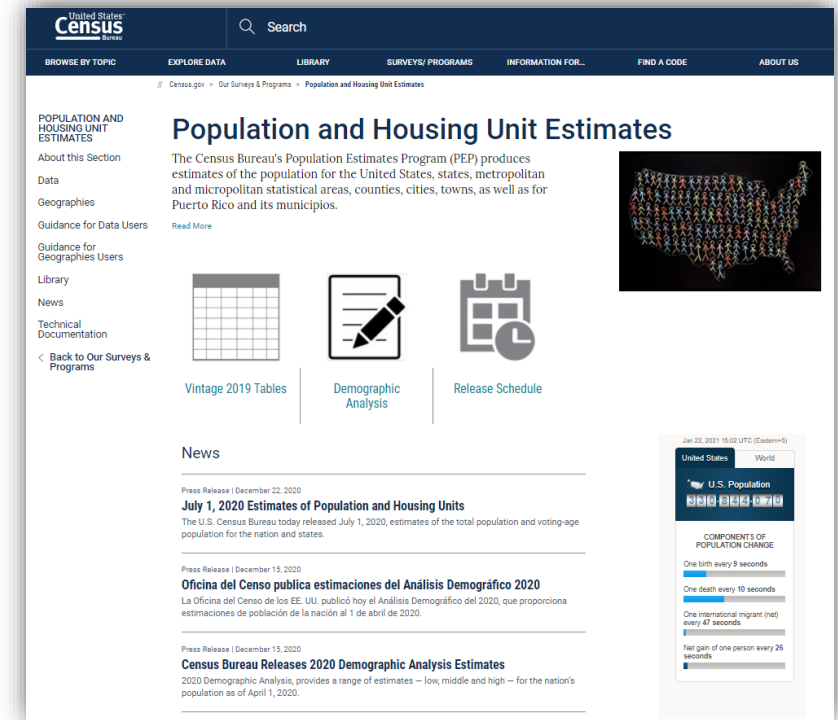 United States®
Census
Bureau
Search
BROWSE BY TOPIC
EXPLORE DATA
LIBRARY
SURVEYS/ PROGRAMS
INFORMATION FOR...
FIND A CODE
ABOUT US
// Census.gov > Our Surveys & Programs > Population and Housing Unit Estimates
POPULATION AND
HOUSING UNIT
ESTIMATES
About this Section
Data
Geographies
Guidance for Data Users
Guidance for
Geographies Users
Library
News
Technical
Documentation
< Back to Our Surveys &
Programs
Population and Housing Unit Estimates
The Census Bureau's Population Estimates Program (PEP) produces
estimates of the population for the United States, states, metropolitan
and micropolitan statistical areas, counties, cities, towns, as well as for
Puerto Rico and its municipios.
Read More
Vintage 2019 Tables
Demographic
Analysis
Release Schedule
News
Press Release | December 22, 2020
July 1, 2020 Estimates of Population and Housing Units
The U.S. Census Bureau today released July 1, 2020, estimates of the total population and voting-age
population for the nation and states.
Press Release | December 15, 2020
Oficina del Censo publica estimaciones del Análisis Demográfico 2020
La Oficina del Censo de los EE. UU. publicó hoy el Análisis Demográfico del 2020, que proporciona
estimaciones de población de la nación al 1 de abril de 2020.
Press Release | December 15, 2020
Census Bureau Releases 2020 Demographic Analysis Estimates
2020 Demographic Analysis, provides a range of estimates — low, middle and high — for the nation's
population as of April 1, 2020.
Jan 22, 2021 15:02 UTC (Eastern+5)
United States
World
U.S. Population
330,844,070
COMPONENTS OF
POPULATION CHANGE
One birth every 9 seconds
One death every 10 seconds
One international migrant (net)
every 47 seconds
Net gain of one person every 26
seconds